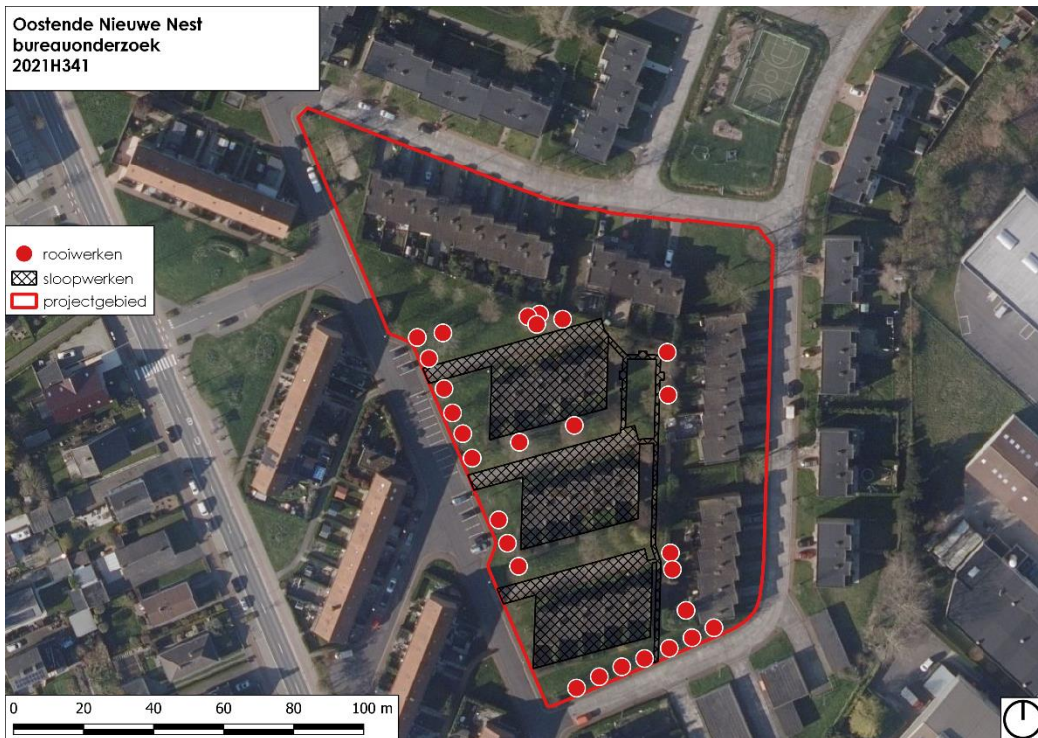 Oostende Nieuwe Nest
bureauonderzoek
2021H341
rooiwerken
sloopwerken
projectgebied
0 20 40 60 80 100 m